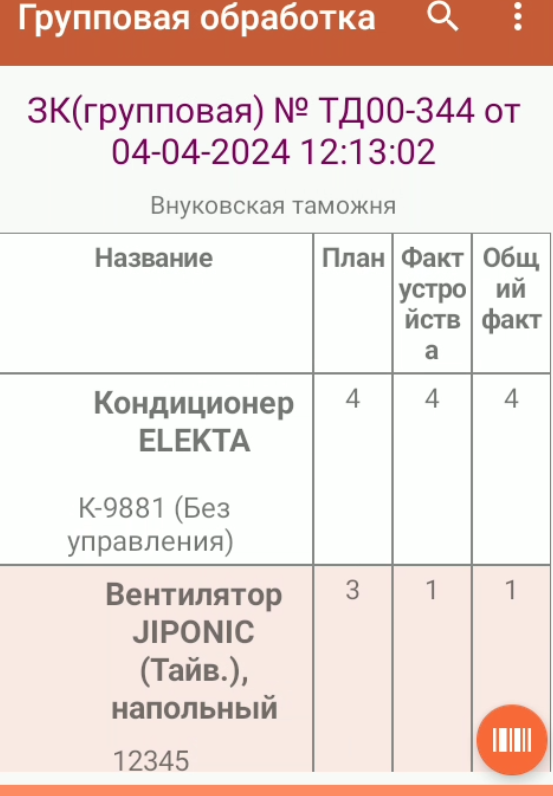 Групповая обработка
ЗК(групповая) № ТД00-344 от
04-04-2024 12:13:02
Внуковская таможня
Название План Факт Общ
устро ий
йств факт
а
Кондиционер 4 4 4
ELEKTA
К-9881 (Без
управления)
Вентилятор 3 1 1
JIPONIC
(Тайв.),
напольный
12345